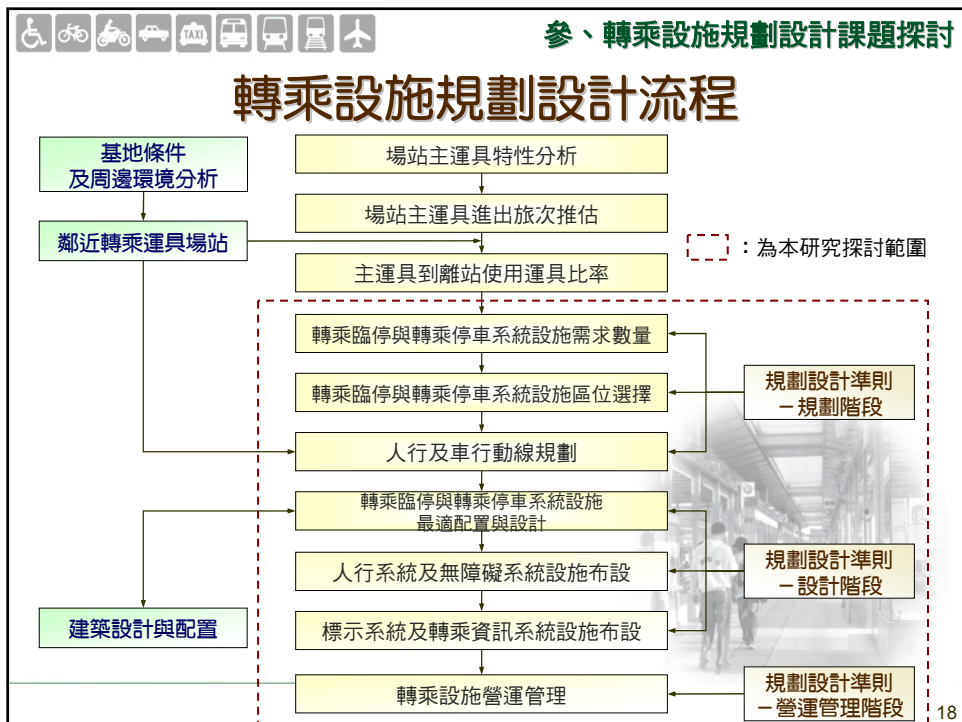 TAXI
參、轉乘設施規劃設計課題探討
轉乘設施規劃設計流程
基地條件
及周邊環境分析
場站主運具特性分析
場站主運具進出旅次推估
鄰近轉乘運具場站
：為本研究探討範圍
主運具到離站使用運具比率
轉乘臨停與轉乘停車系統設施需求數量
規劃設計準則
－規劃階段
轉乘臨停與轉乘停車系統設施區位選擇
人行及車行動線規劃
轉乘臨停與轉乘停車系統設施
最適配置與設計
規劃設計準則
－設計階段
人行系統及無障礙系統設施布設
建築設計與配置
標示系統及轉乘資訊系統設施布設
轉乘設施營運管理
規劃設計準則
－營運管理階段
18